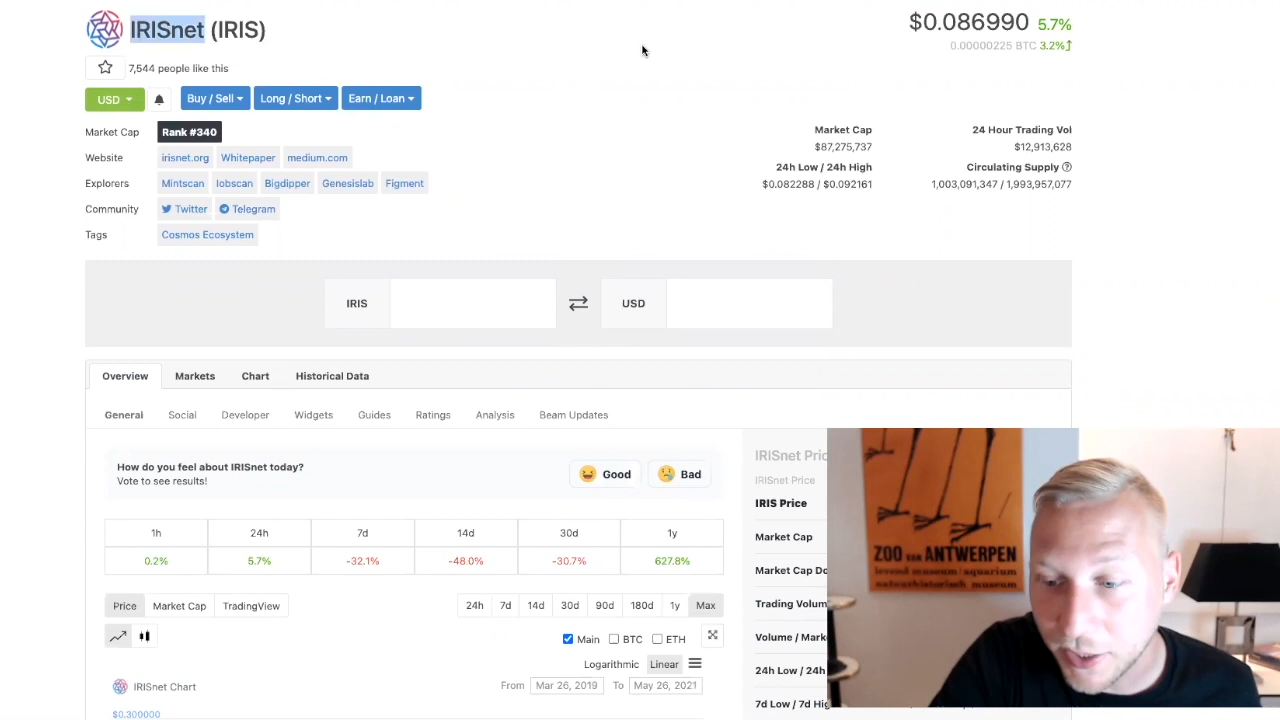 IRISnet (IRIS)
$0.086990 5.7%
0.00000225 BTC 3.2%
7,544 people like this
USD
Buy / Sell
Long / Short
Earn / Loan
Market Cap Rank #340
Website irisnet.org Whitepaper medium.com
Explorers Mintscan Iobscan Bigdipper Genesislab Figment
Community Twitter Telegram
Tags Cosmos Ecosystem
Market Cap
$87,275,737
24 Hour Trading Vol
$12,913,628
24h Low / 24h High
$0.082288 / $0.092161
Circulating Supply
1,003,091,347 / 1,993,957,077
IRIS
USD
Overview Markets Chart Historical Data
General Social Developer Widgets Guides Ratings Analysis Beam Updates
How do you feel about IRISnet today?
Vote to see results!
Good
Bad
1h 24h 7d 14d 30d 1y
0.2% 5.7% -32.1% -48.0% -30.7% 627.8%
Price Market Cap TradingView
24h 7d 14d 30d 90d 180d 1y Max
Main BTC ETH
Logarithmic Linear
IRISnet Chart
From Mar 26, 2019 To May 26, 2021
$0.300000
IRISnet Pric
IRISnet Price
IRIS Price
Market Cap
Market Cap Do
Trading Volum
Volume / Mark
24h Low / 24h
7d Low / 7d Hig
ZOO VAN ANTWERPEN
levend museum/aquarium
natuurhistorisch museum